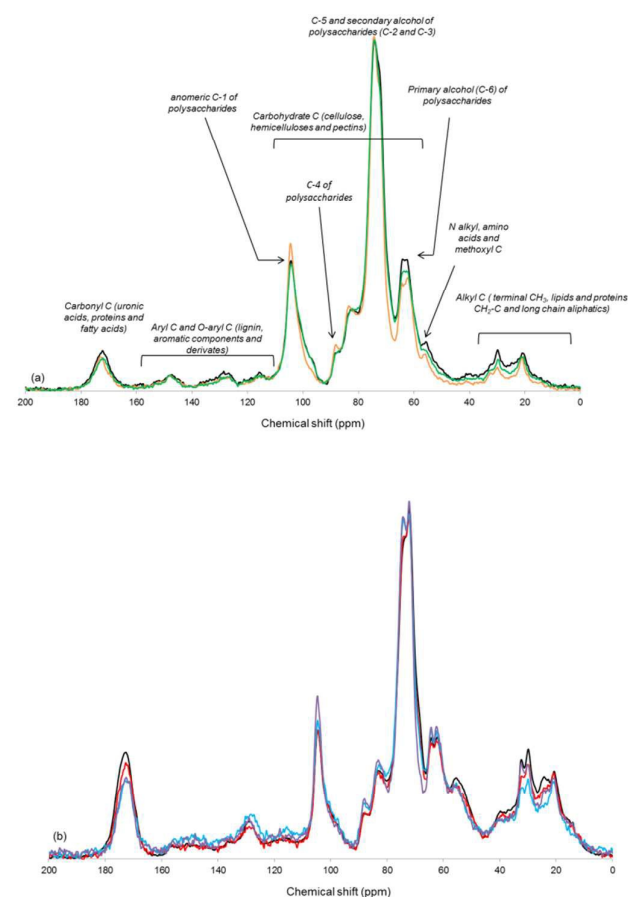 C-5 and secondary alcohol of
polysaccharides (C-2 and C-3)
anomeric C-1 of
polysaccharides
Carbohydrate C (cellulose,
hemicelluloses and pectins)
Primary alcohol (C-6) of
polysaccharides
C-4 of
polysaccharides
N alkyl, amino
acids and
methoxyl C
Carbonyl C (uronic
acids, proteins and
fatty acids)
Aryl C and O-aryl C (lignin,
aromatic components and
derivates)
Alkyl C ( terminal CH3, lipids and proteins
CH2-C and long chain aliphatics)
(a)
200 180 160 140 120 100 80 60 40 20 0
Chemical shift (ppm)
(b)
200 180 160 140 120 100 80 60 40 20 0
Chemical shift (ppm)